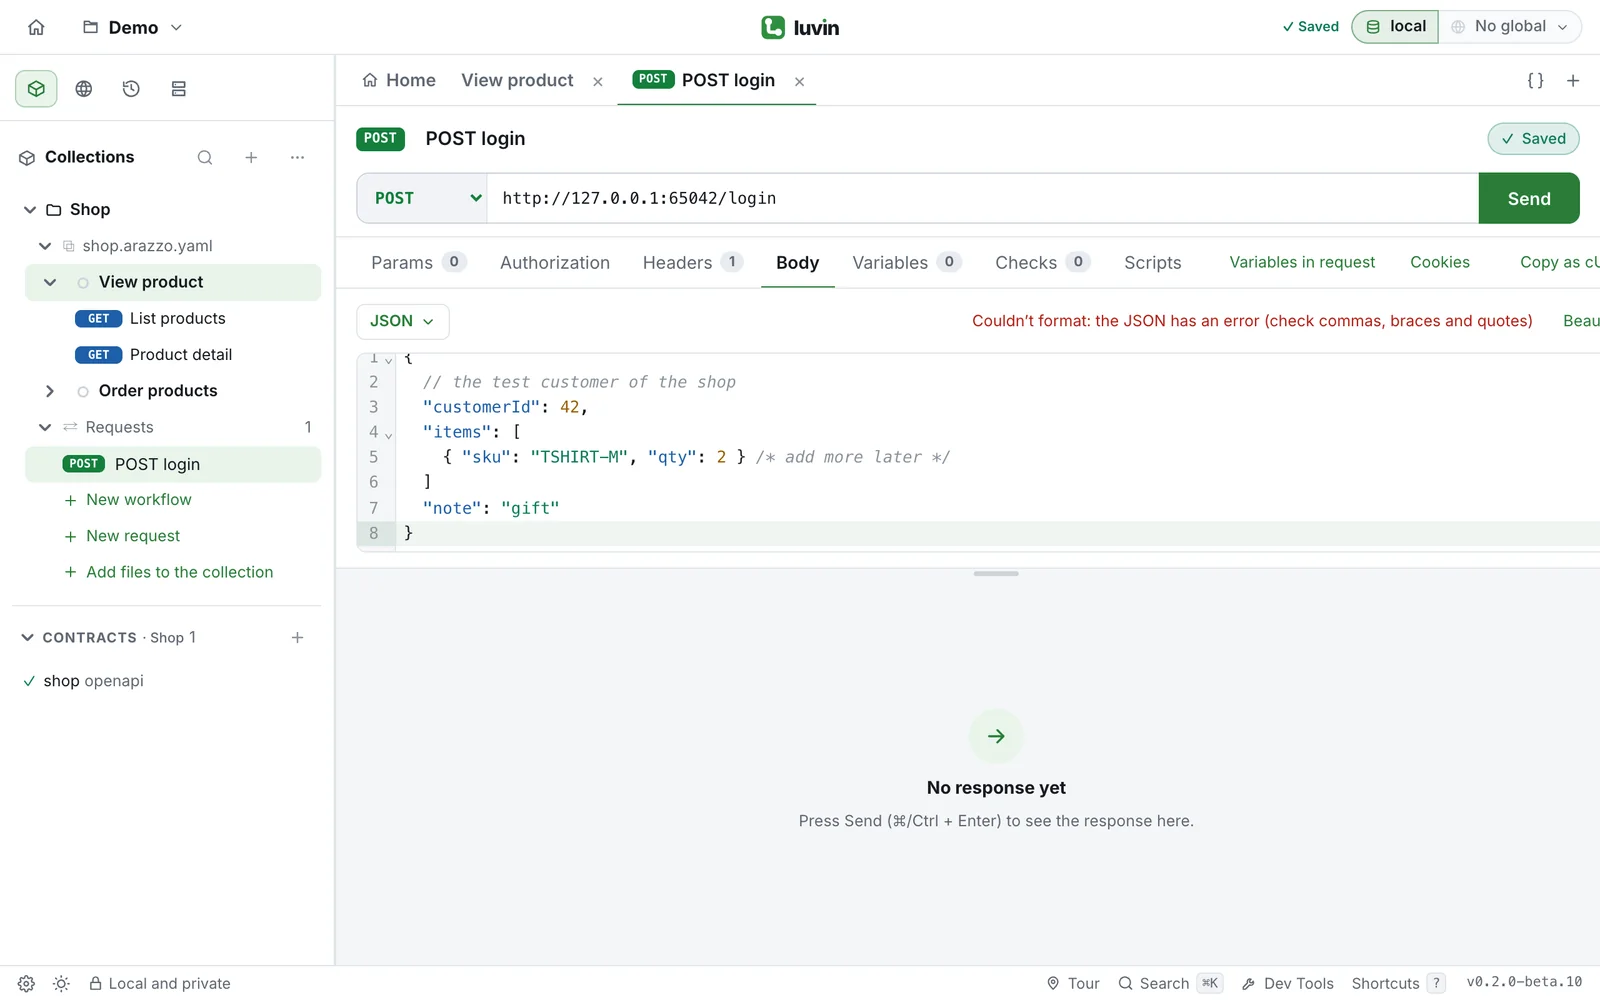 Demo
luvin
Saved
local
No global
Home
View product
POST POST login
{ }
Collections
Shop
shop.arazzo.yaml
View product
GET List products
GET Product detail
Order products
Requests 1
POST POST login
New workflow
New request
Add files to the collection
CONTRACTS · Shop 1
shop openapi
POST POST login
Saved
POST http://127.0.0.1:65042/login Send
Params 0 Authorization Headers 1 Body Variables 0 Checks 0 Scripts Variables in request Cookies Copy as cU
JSON Couldn’t format: the JSON has an error (check commas, braces and quotes) Beau
1 {
2 // the test customer of the shop
3 "customerId": 42,
4 "items": [
5 { "sku": "TSHIRT-M", "qty": 2 } /* add more later */
6 ]
7 "note": "gift"
8 }
No response yet
Press Send (⌘/Ctrl + Enter) to see the response here.
Local and private
Tour Search ⌘K Dev Tools Shortcuts ? v0.2.0-beta.10